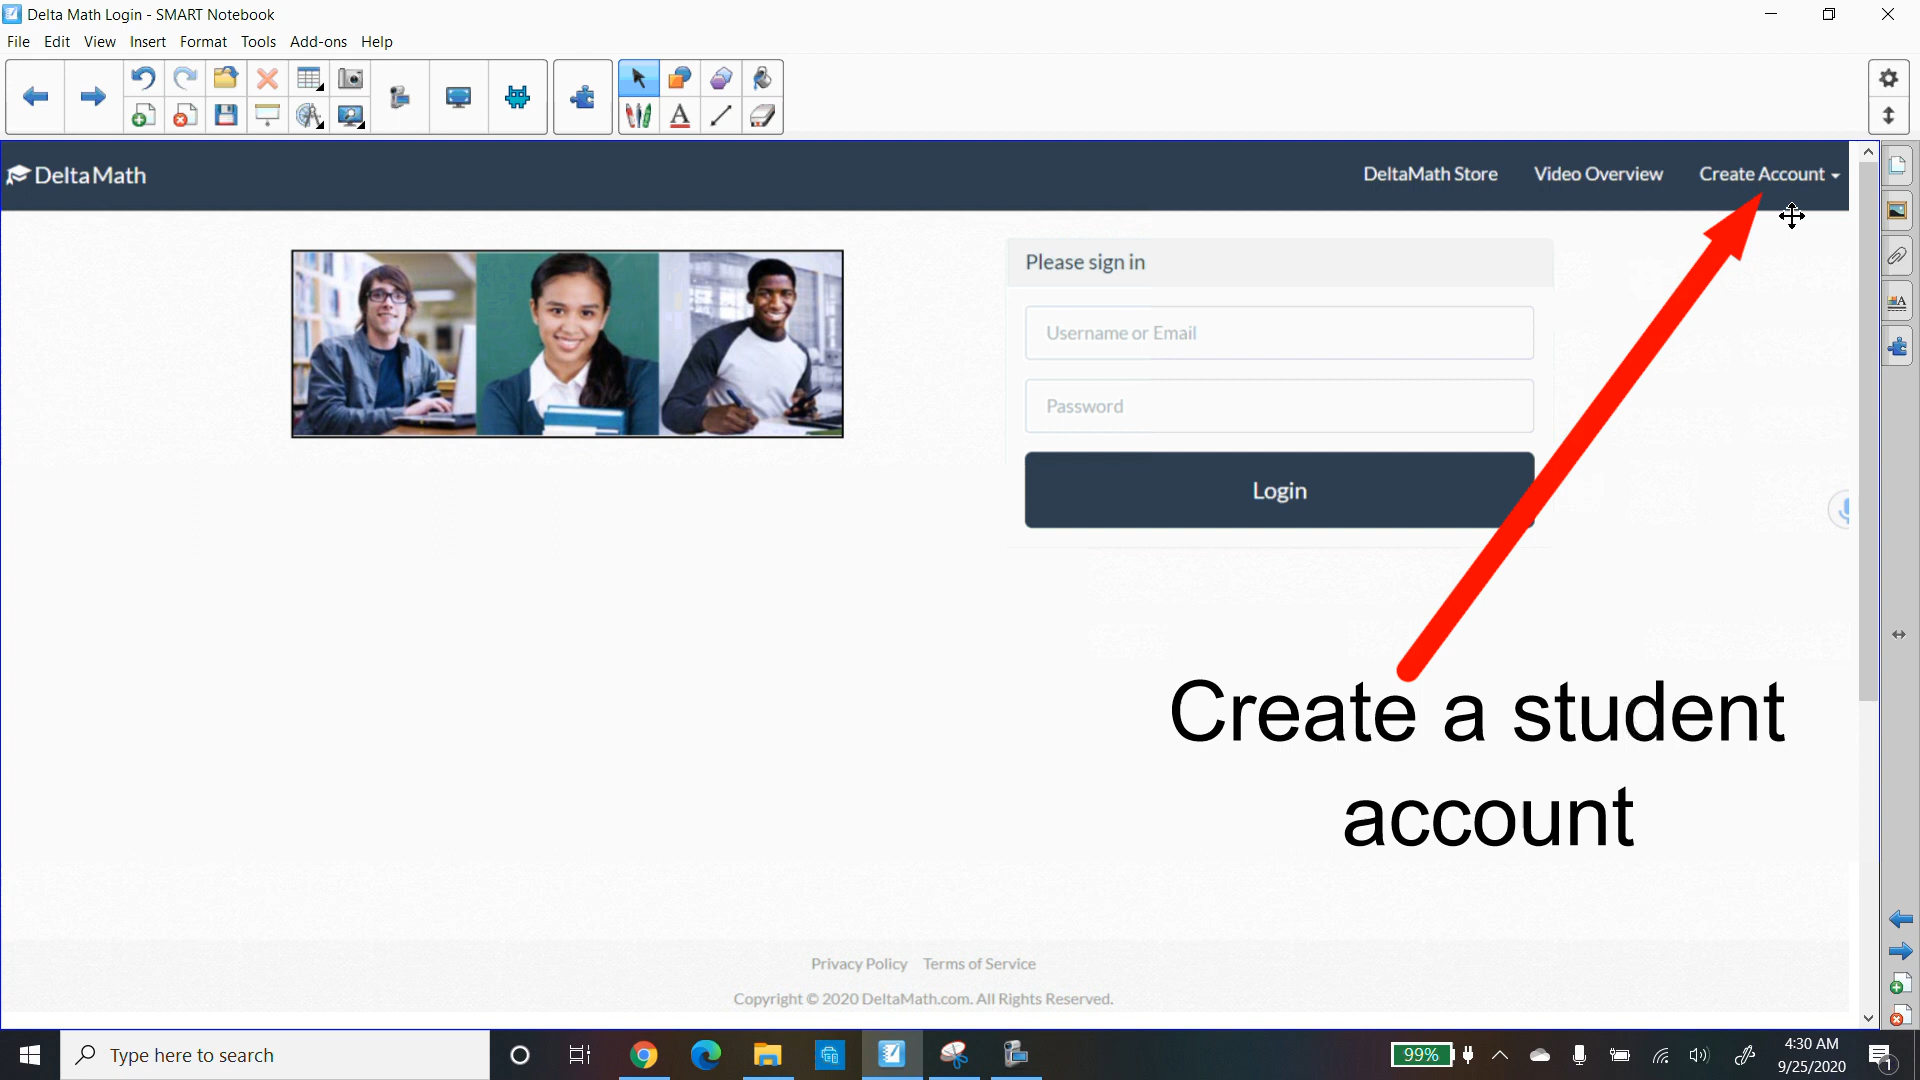 Delta Math Login - SMART Notebook
File Edit View Insert Format Tools Add-ons Help
DeltaMath DeltaMath Store Video Overview Create Account
Please sign in
Username or Email
Password
Login
Create a student
account
Privacy Policy Terms of Service
Copyright © 2020 DeltaMath.com. All Rights Reserved.
Type here to search
99%
4:30 AM
9/25/2020
1